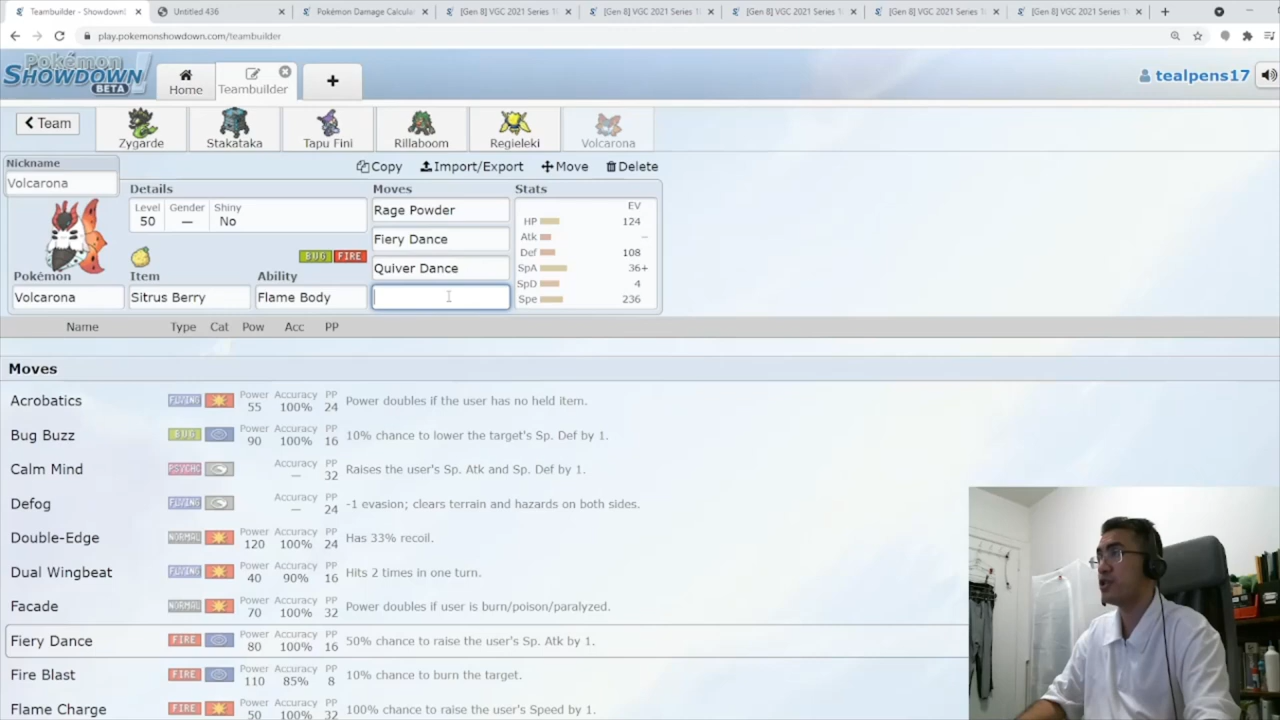 Teambuilder - Showdown!
Untitled 436
Pokémon Damage Calcular
[Gen 8] VGC 2021 Series 1
[Gen 8] VGC 2021 Series 1
[Gen 8] VGC 2021 Series 1
[Gen 8] VGC 2021 Series 1
[Gen 8] VGC 2021 Series 1
play.pokemonshowdown.com/teambuilder
Pokémon
SHOWDOWN!
BETA
Home
Teambuilder
tealpens17
Team
Zygarde
Stakataka
Tapu Fini
Rillaboom
Regieleki
Volcarona
Nickname
Volcarona
Copy
Import/Export
Move
Delete
Details
Level
50
Gender
—
Shiny
No
BUG
FIRE
Pokémon
Volcarona
Item
Sitrus Berry
Ability
Flame Body
Moves
Rage Powder
Fiery Dance
Quiver Dance
Stats
EV
HP 124
Atk –
Def 108
SpA 36+
SpD 4
Spe 236
Name Type Cat Pow Acc PP
Moves
Acrobatics FLYING Power 55 Accuracy 100% PP 24 Power doubles if the user has no held item.
Bug Buzz BUG Power 90 Accuracy 100% PP 16 10% chance to lower the target's Sp. Def by 1.
Calm Mind PSYCHC Accuracy — PP 32 Raises the user's Sp. Atk and Sp. Def by 1.
Defog FLYING Accuracy — PP 24 -1 evasion; clears terrain and hazards on both sides.
Double-Edge NORMAL Power 120 Accuracy 100% PP 24 Has 33% recoil.
Dual Wingbeat FLYING Power 40 Accuracy 90% PP 16 Hits 2 times in one turn.
Facade NORMAL Power 70 Accuracy 100% PP 32 Power doubles if user is burn/poison/paralyzed.
Fiery Dance FIRE Power 80 Accuracy 100% PP 16 50% chance to raise the user's Sp. Atk by 1.
Fire Blast FIRE Power 110 Accuracy 85% PP 8 10% chance to burn the target.
Flame Charge FIRE Power 50 Accuracy 100% PP 32 100% chance to raise the user's Speed by 1.